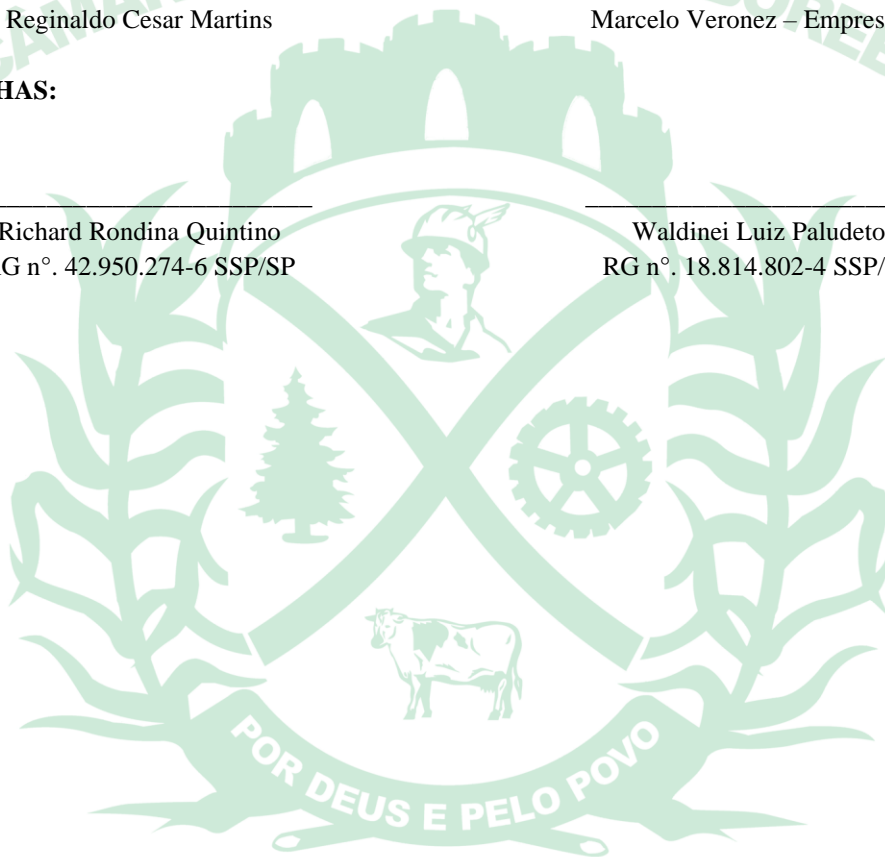 Reginaldo Cesar Martins Marcelo Veronez – Empres
HAS:
Richard Rondina Quintino Waldinei Luiz Paludeto
G n°. 42.950.274-6 SSP/SP RG n°. 18.814.802-4 SSP/
POR DEUS E PELO POVO